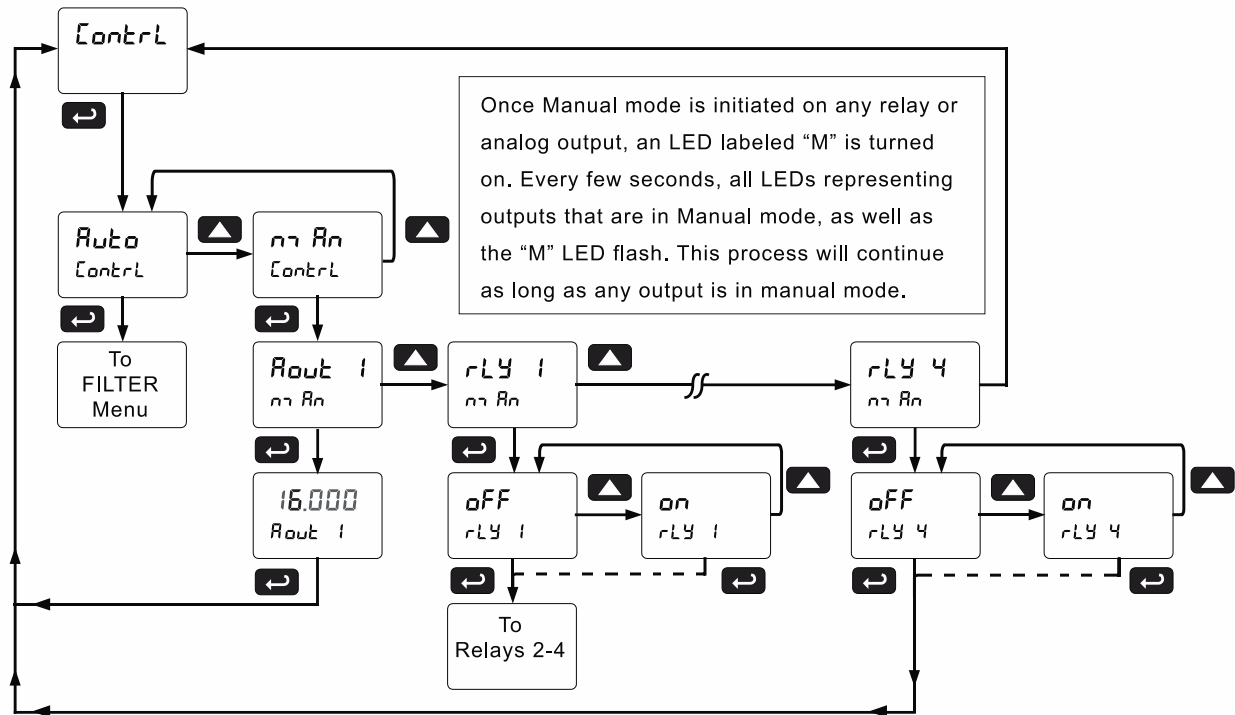 ContrL
Once Manual mode is initiated on any relay or
analog output, an LED labeled “M” is turned
on. Every few seconds, all LEDs representing
outputs that are in Manual mode, as well as
the “M” LED flash. This process will continue
as long as any output is in manual mode.
Auto
ContrL
mAn
ContrL
To
FILTER
Menu
Aout 1
mAn
rLY 1
mAn
rLY 4
mAn
16.000
Aout 1
oFF
rLY 1
on
rLY 1
oFF
rLY 4
on
rLY 4
To
Relays 2-4